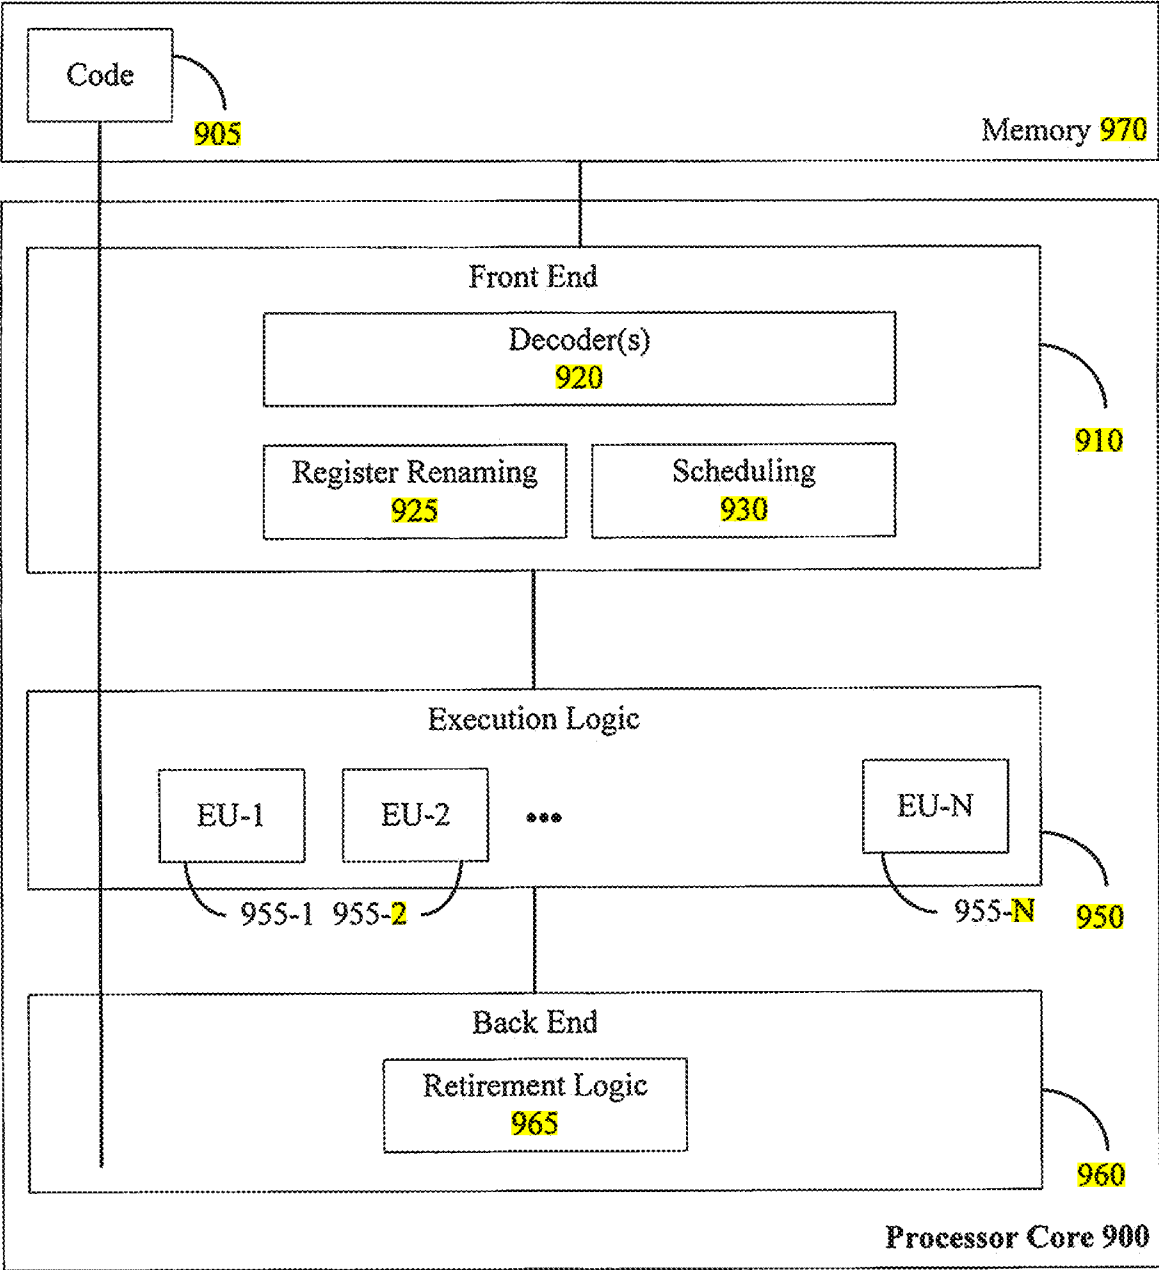 Code
905
Memory 970
Front End
Decoder(s)
920
910
Register Renaming
925
Scheduling
930
Execution Logic
EU-1
EU-2
•••
EU-N
955-1 955-2
955-N
950
Back End
Retirement Logic
965
960
Processor Core 900